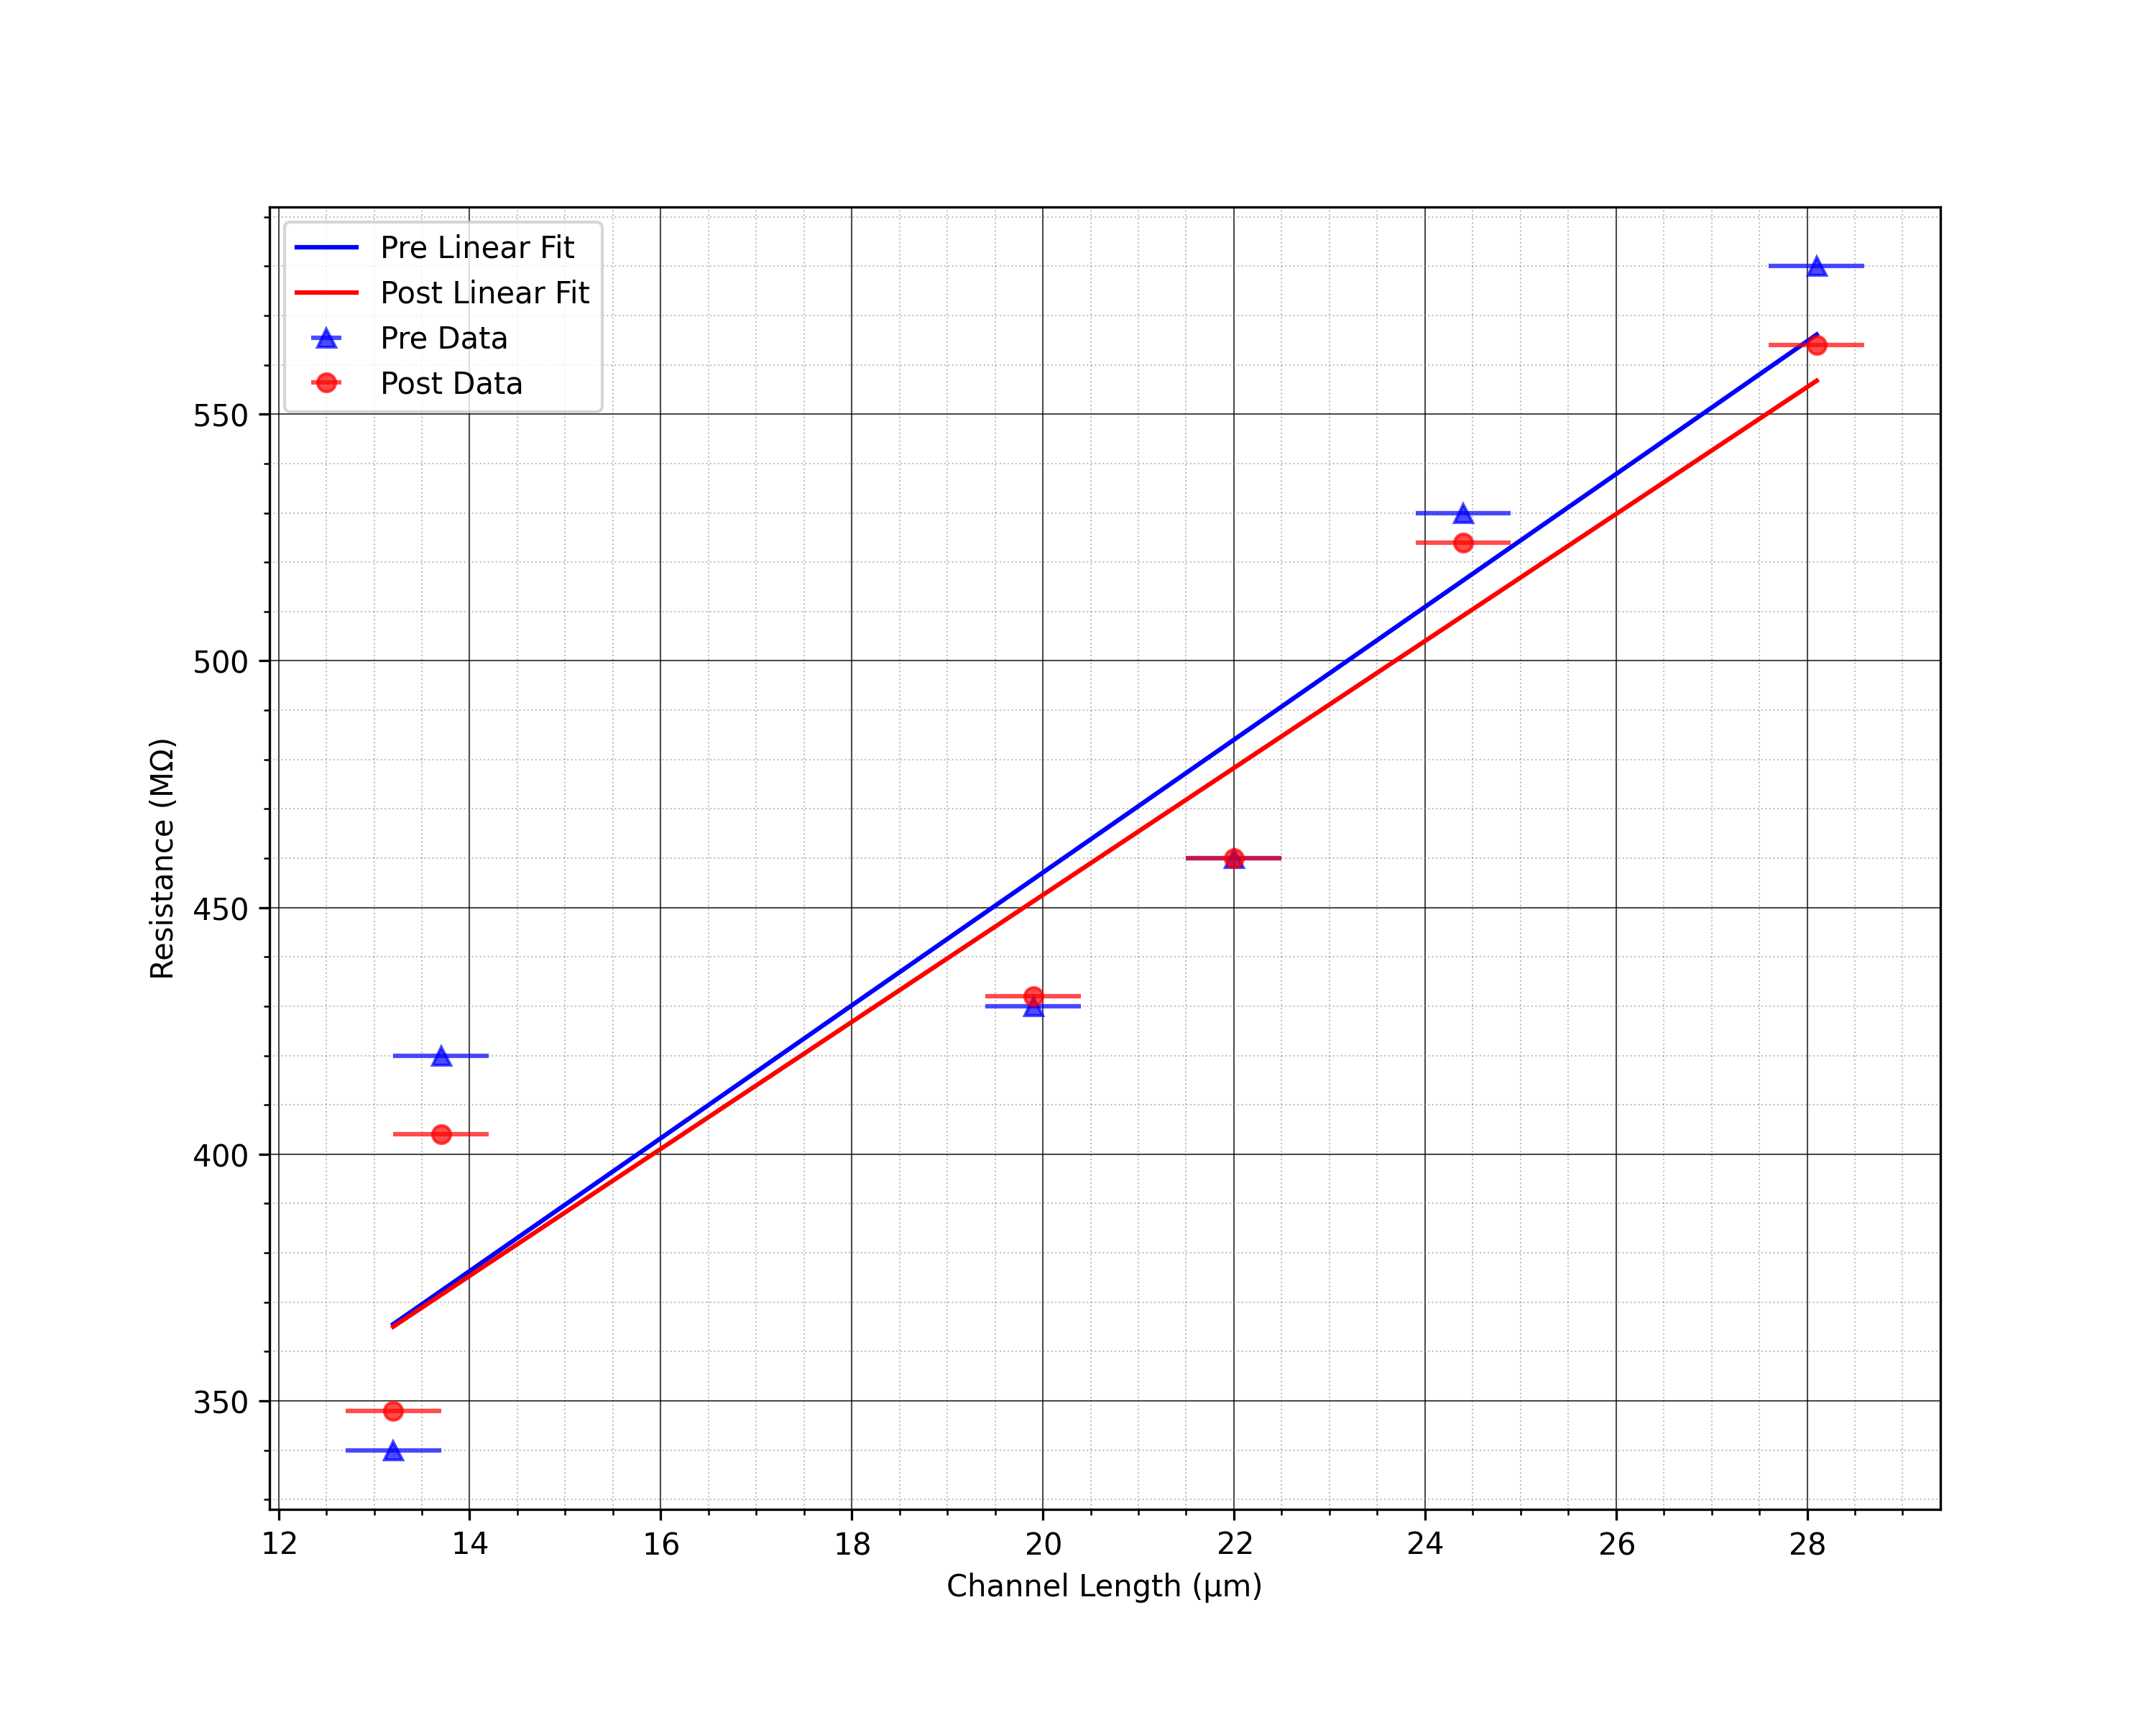 Pre Linear Fit
Post Linear Fit
Pre Data
Post Data
550
500
450
400
350
Resistance (MΩ)
12 14 16 18 20 22 24 26 28
Channel Length (μm)